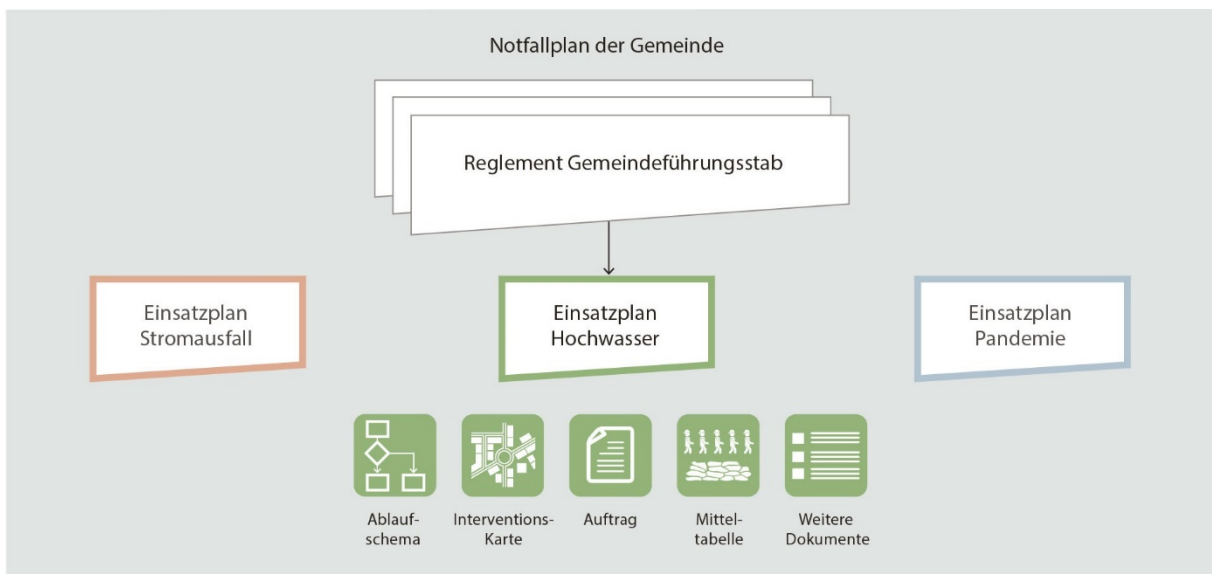 Notfallplan der Gemeinde
Reglement Gemeindeführungsstab
Einsatzplan
Stromausfall
Einsatzplan
Hochwasser
Einsatzplan
Pandemie
Ablauf-
schema
Interventions-
Karte
Auftrag
Mittel-
tabelle
Weitere
Dokumente